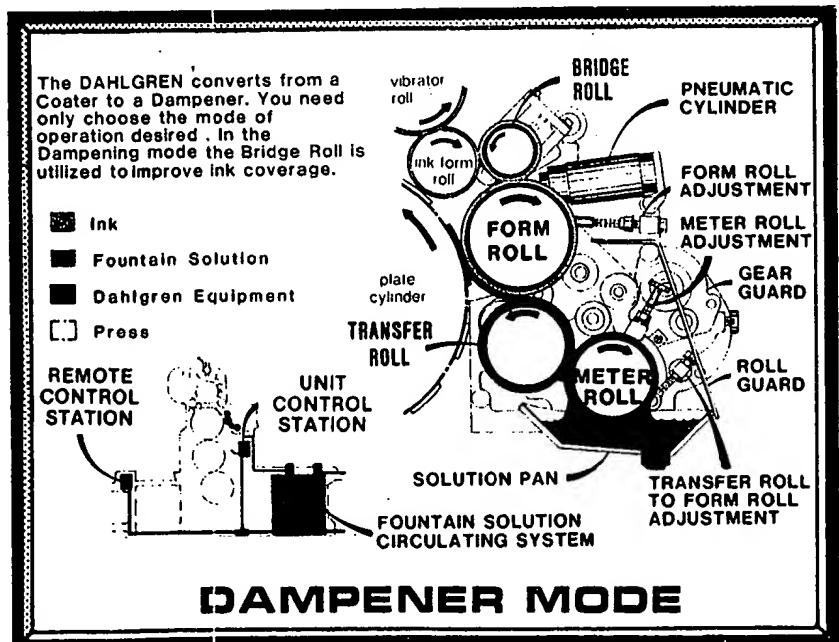 The DAHLGREN converts from a
Coater to a Dampener. You need
only choose the mode of
operation desired . In the
Dampening mode the Bridge Roll is
utilized to improve ink coverage.
Ink
Fountain Solution
Dahlgren Equipment
Press
vibrator
roll
ink form
roll
BRIDGE
ROLL
PNEUMATIC
CYLINDER
FORM ROLL
ADJUSTMENT
METER ROLL
ADJUSTMENT
GEAR
GUARD
ROLL
GUARD
FORM
ROLL
plate
cylinder
TRANSFER
ROLL
METER
ROLL
SOLUTION PAN
TRANSFER ROLL
TO FORM ROLL
ADJUSTMENT
REMOTE
CONTROL
STATION
UNIT
CONTROL
STATION
FOUNTAIN SOLUTION
CIRCULATING SYSTEM
DAMPENER MODE